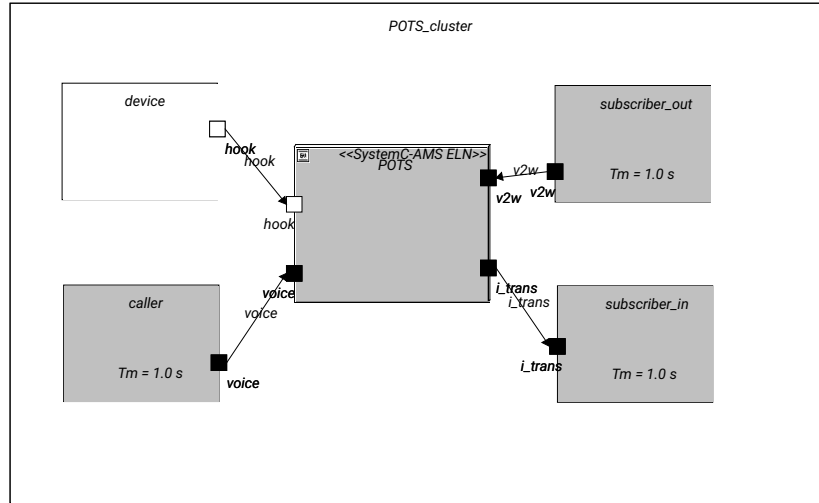 POTS_cluster
device
hook
hook
hook
<<SystemC-AMS ELN>>
POTS
v2w
v2w
v2w
subscriber_out
Tm = 1.0 s
voice
voice
voice
caller
Tm = 1.0 s
i_trans
i_trans
i_trans
subscriber_in
Tm = 1.0 s